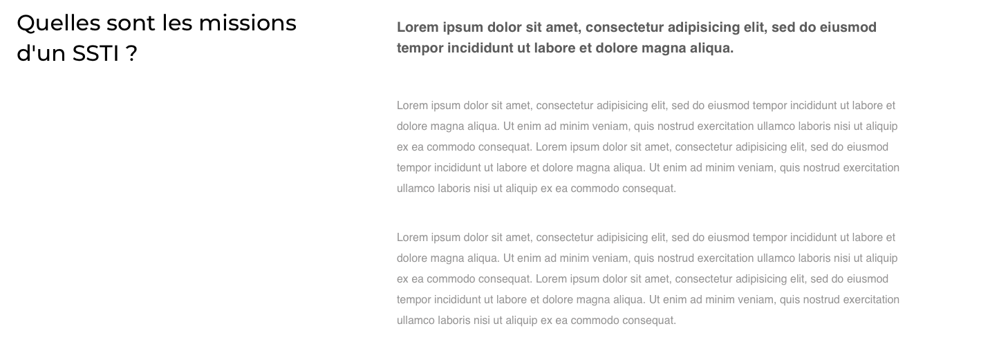 Quelles sont les missions
d'un SSTI ?
Lorem ipsum dolor sit amet, consectetur adipisicing elit, sed do eiusmod
tempor incididunt ut labore et dolore magna aliqua.
Lorem ipsum dolor sit amet, consectetur adipisicing elit, sed do eiusmod tempor incididunt ut labore et
dolore magna aliqua. Ut enim ad minim veniam, quis nostrud exercitation ullamco laboris nisi ut aliquip
ex ea commodo consequat. Lorem ipsum dolor sit amet, consectetur adipisicing elit, sed do eiusmod
tempor incididunt ut labore et dolore magna aliqua. Ut enim ad minim veniam, quis nostrud exercitation
ullamco laboris nisi ut aliquip ex ea commodo consequat.
Lorem ipsum dolor sit amet, consectetur adipisicing elit, sed do eiusmod tempor incididunt ut labore et
dolore magna aliqua. Ut enim ad minim veniam, quis nostrud exercitation ullamco laboris nisi ut aliquip
ex ea commodo consequat. Lorem ipsum dolor sit amet, consectetur adipisicing elit, sed do eiusmod
tempor incididunt ut labore et dolore magna aliqua. Ut enim ad minim veniam, quis nostrud exercitation
ullamco laboris nisi ut aliquip ex ea commodo consequat.